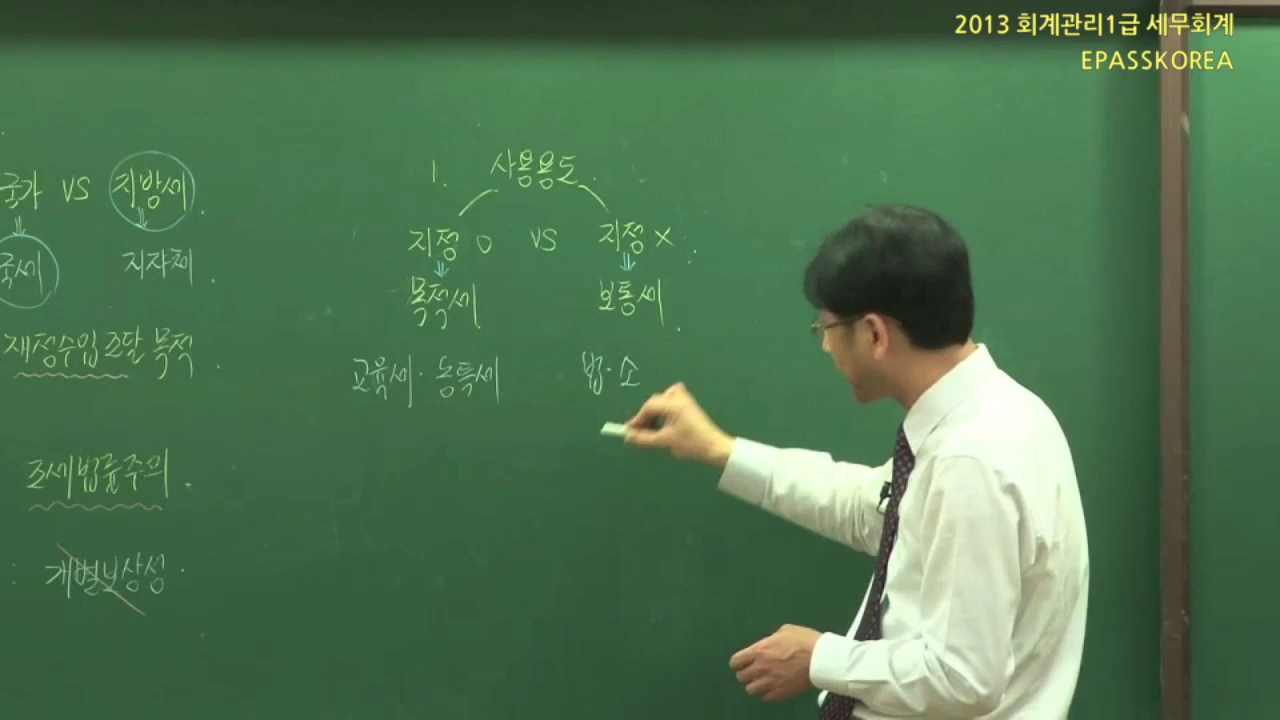 2013 회계관리1급 세무회계
EPASSKOREA
국가 VS 지방세.
국세 지자체.
재정수입 조달 목적.
조세법률주의.
: 개별보상성.
1. 사용용도.
지정 O VS 지정 X.
목적세. 보통세.
교육세·농특세 법·소